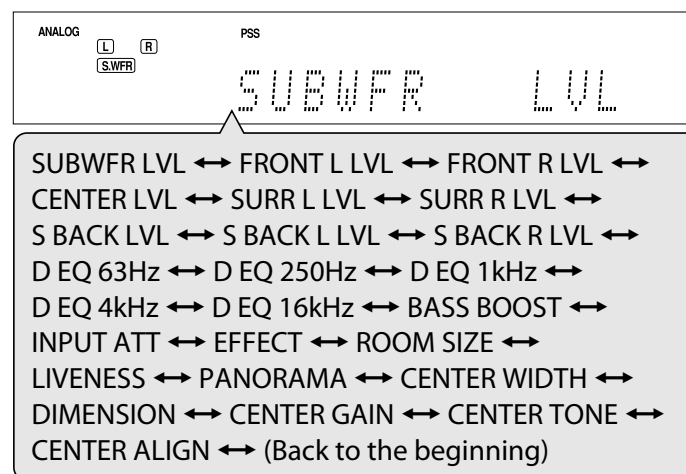 ANALOG
L R
S.WFR
PSS
SUBWFR LVL
SUBWFR LVL ↔ FRONT L LVL ↔ FRONT R LVL ↔
CENTER LVL ↔ SURR L LVL ↔ SURR R LVL ↔
S BACK LVL ↔ S BACK L LVL ↔ S BACK R LVL ↔
D EQ 63Hz ↔ D EQ 250Hz ↔ D EQ 1kHz ↔
D EQ 4kHz ↔ D EQ 16kHz ↔ BASS BOOST ↔
INPUT ATT ↔ EFFECT ↔ ROOM SIZE ↔
LIVENESS ↔ PANORAMA ↔ CENTER WIDTH ↔
DIMENSION ↔ CENTER GAIN ↔ CENTER TONE ↔
CENTER ALIGN ↔ (Back to the beginning)